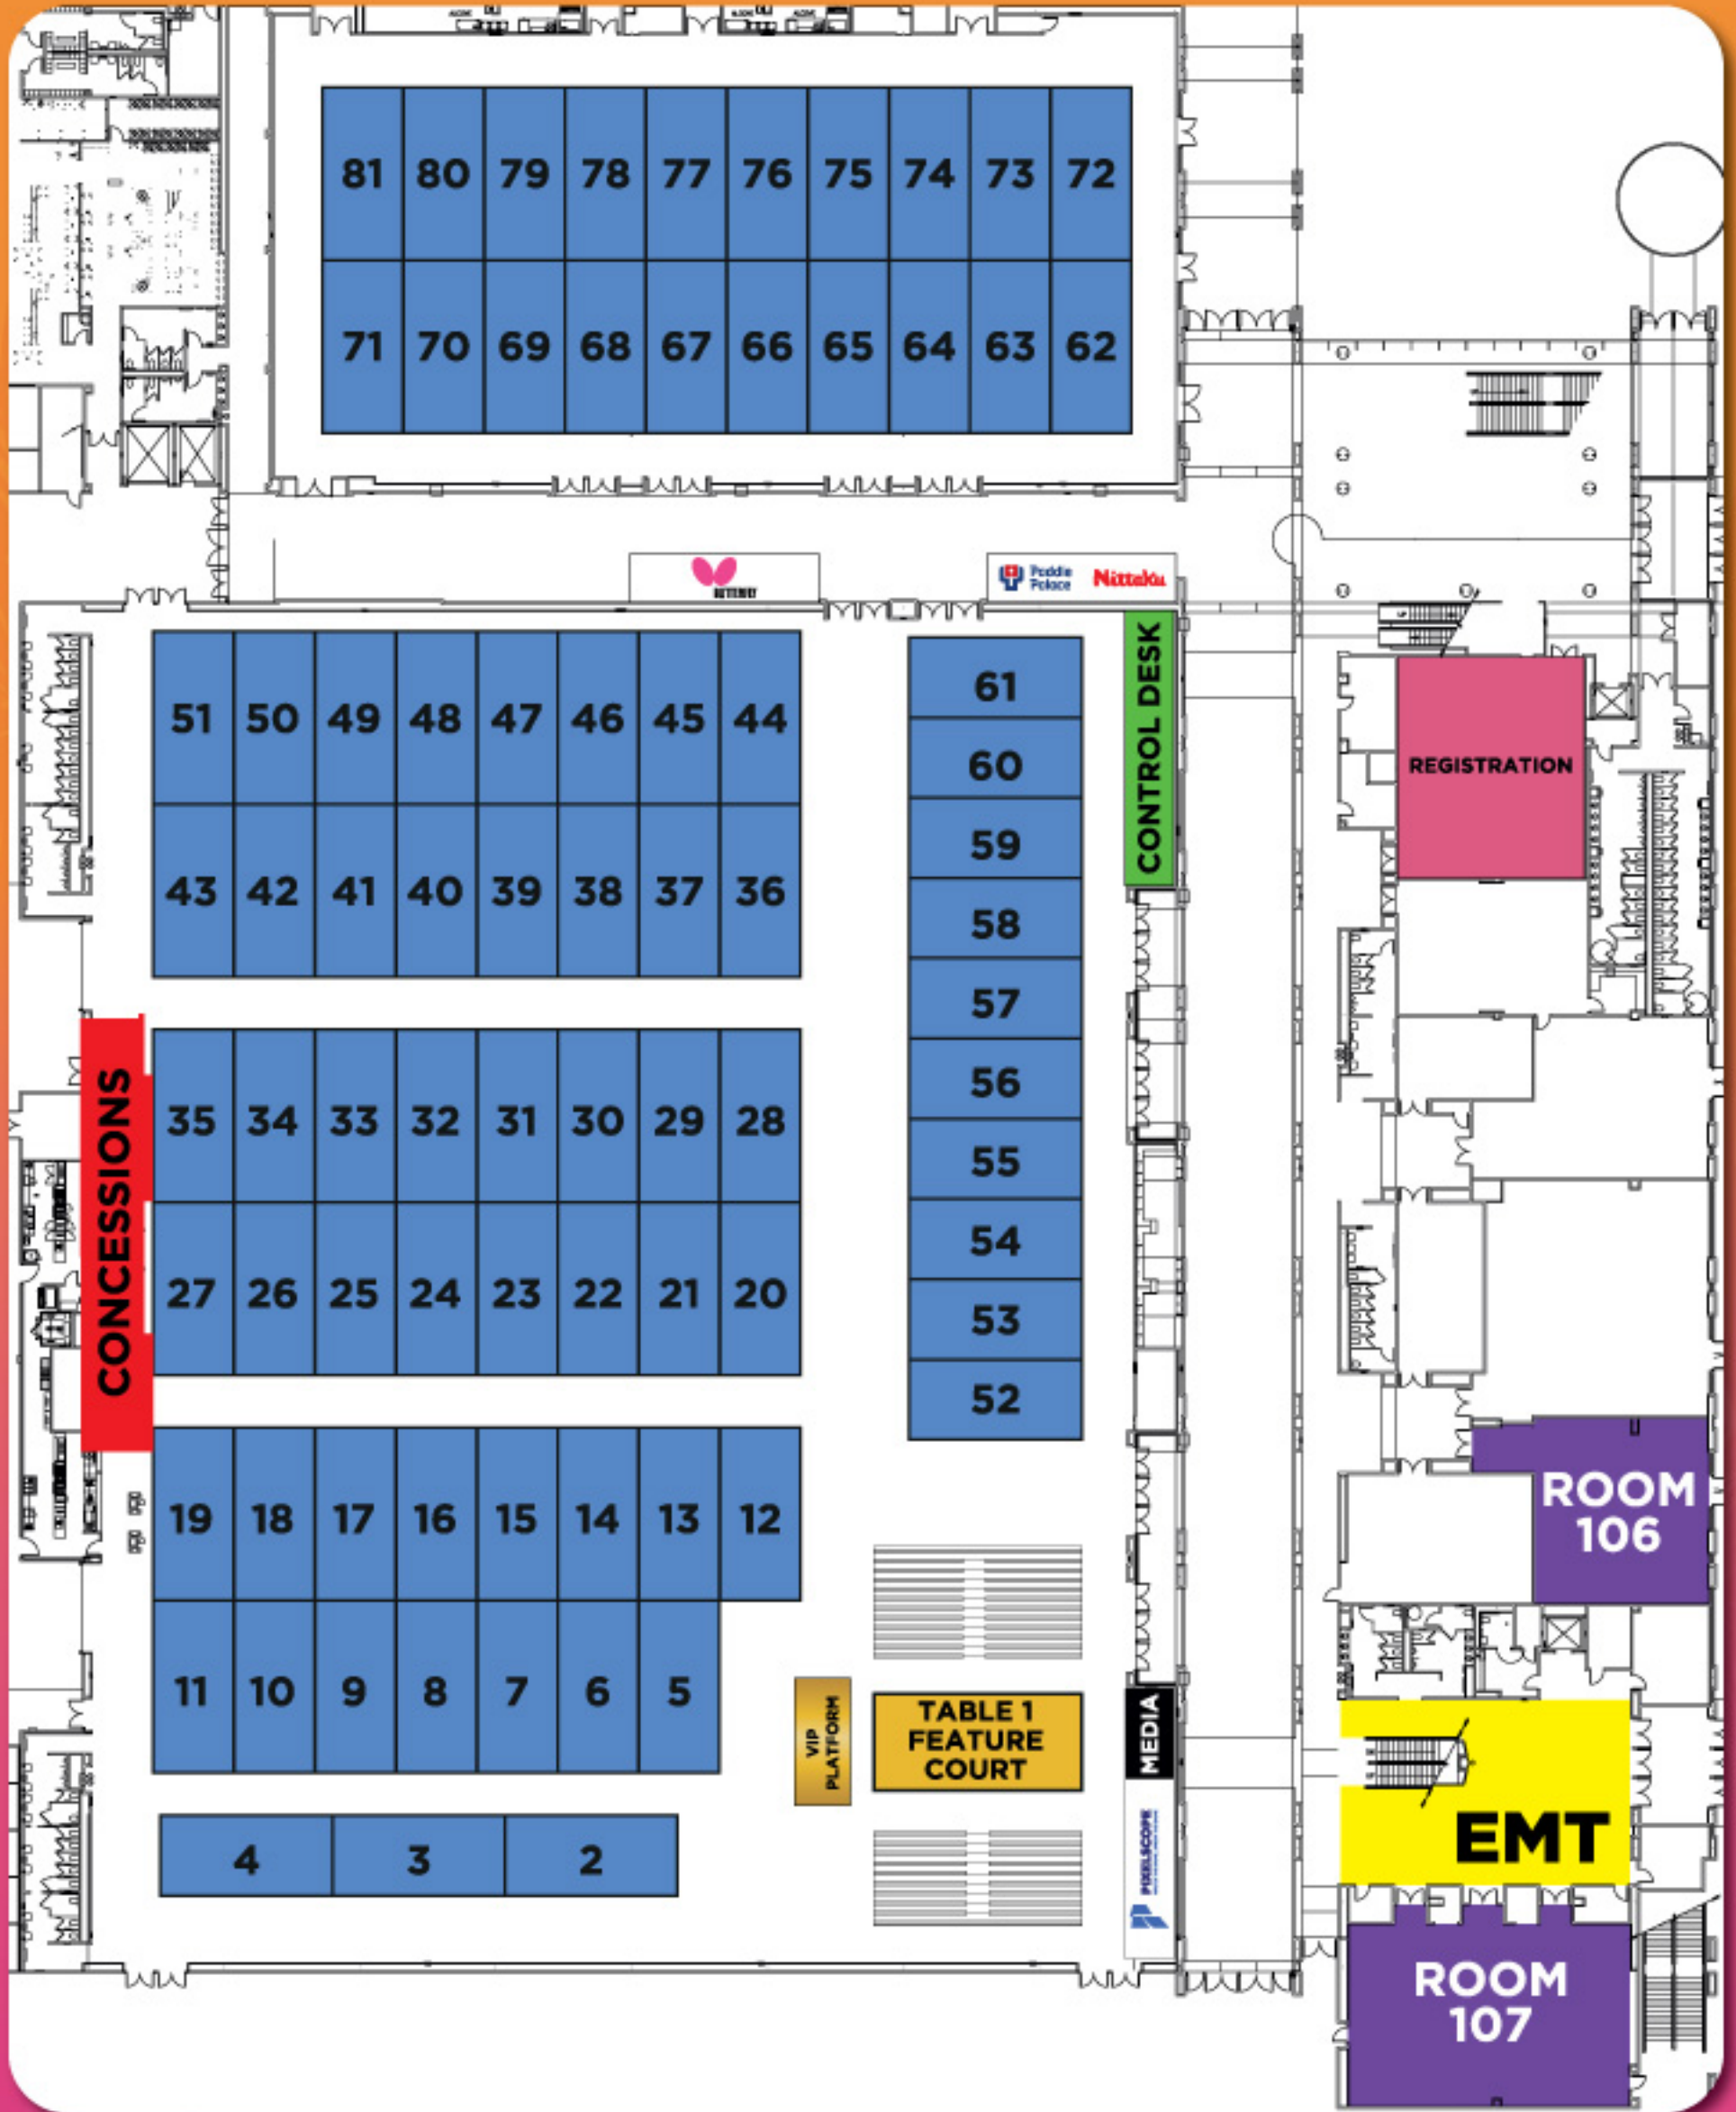 81 80 79 78 77 76 75 74 73 72
71 70 69 68 67 66 65 64 63 62
BUTTERFLY
Paddle
Palace
Nittaku
CONTROL DESK
REGISTRATION
51 50 49 48 47 46 45 44
43 42 41 40 39 38 37 36
61
60
59
58
57
56
55
54
53
52
CONCESSIONS
35 34 33 32 31 30 29 28
27 26 25 24 23 22 21 20
19 18 17 16 15 14 13 12
11 10 9 8 7 6 5
4 3 2
VIP
PLATFORM
TABLE 1
FEATURE
COURT
MEDIA
PIXELSCOPE
ROOM
106
EMT
ROOM
107